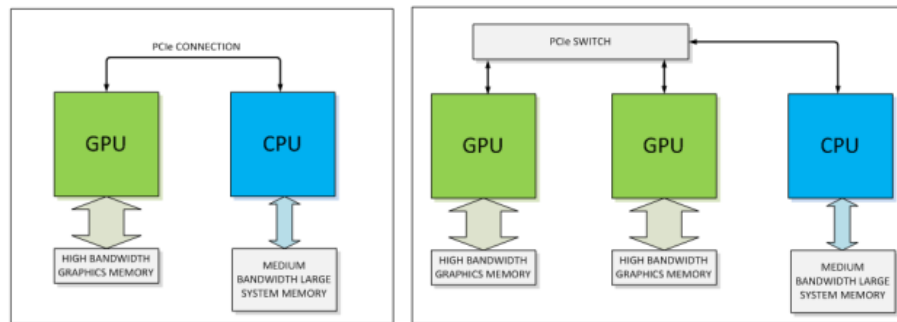 PCIe CONNECTION
GPU
CPU
HIGH BANDWIDTH
GRAPHICS MEMORY
MEDIUM
BANDWIDTH LARGE
SYSTEM MEMORY
PCIe SWITCH
GPU
GPU
CPU
HIGH BANDWIDTH
GRAPHICS MEMORY
HIGH BANDWIDTH
GRAPHICS MEMORY
MEDIUM
BANDWIDTH LARGE
SYSTEM MEMORY